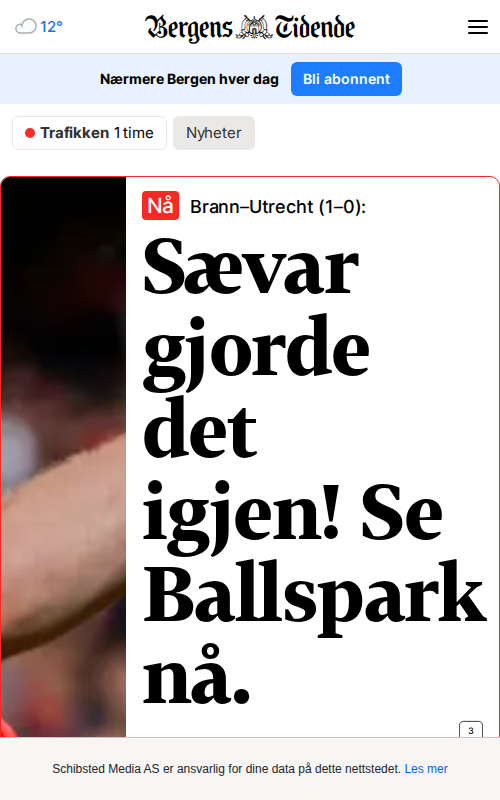 12°
Bergens Tidende
Nærmere Bergen hver dag
Bli abonnent
Trafikken 1 time
Nyheter
Nå Brann–Utrecht (1–0):
Sævar
gjorde
det
igjen! Se
Ballspark
nå.
3
Schibsted Media AS er ansvarlig for dine data på dette nettstedet. Les mer